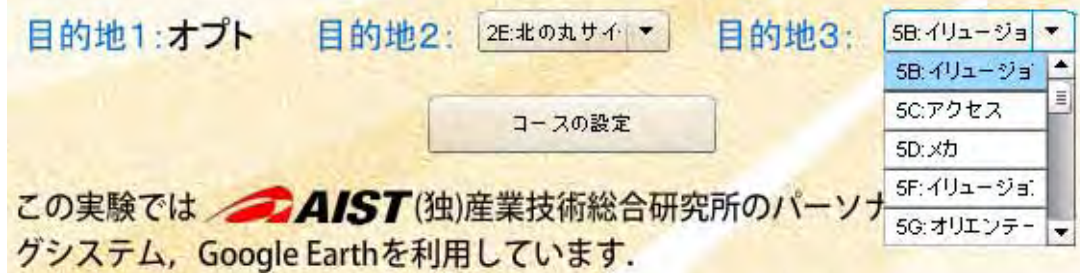 目的地1:オプト 目的地2: 2E:北の丸サイ 目的地3: 5B:イリュージョ
5B:イリュージョ
5C:アクセス
コースの設定
5D:メカ
5F:イリュージョ
5G:オリエンテー
この実験では AIST (独)産業技術総合研究所のパーソナ
グシステム，Google Earthを利用しています．